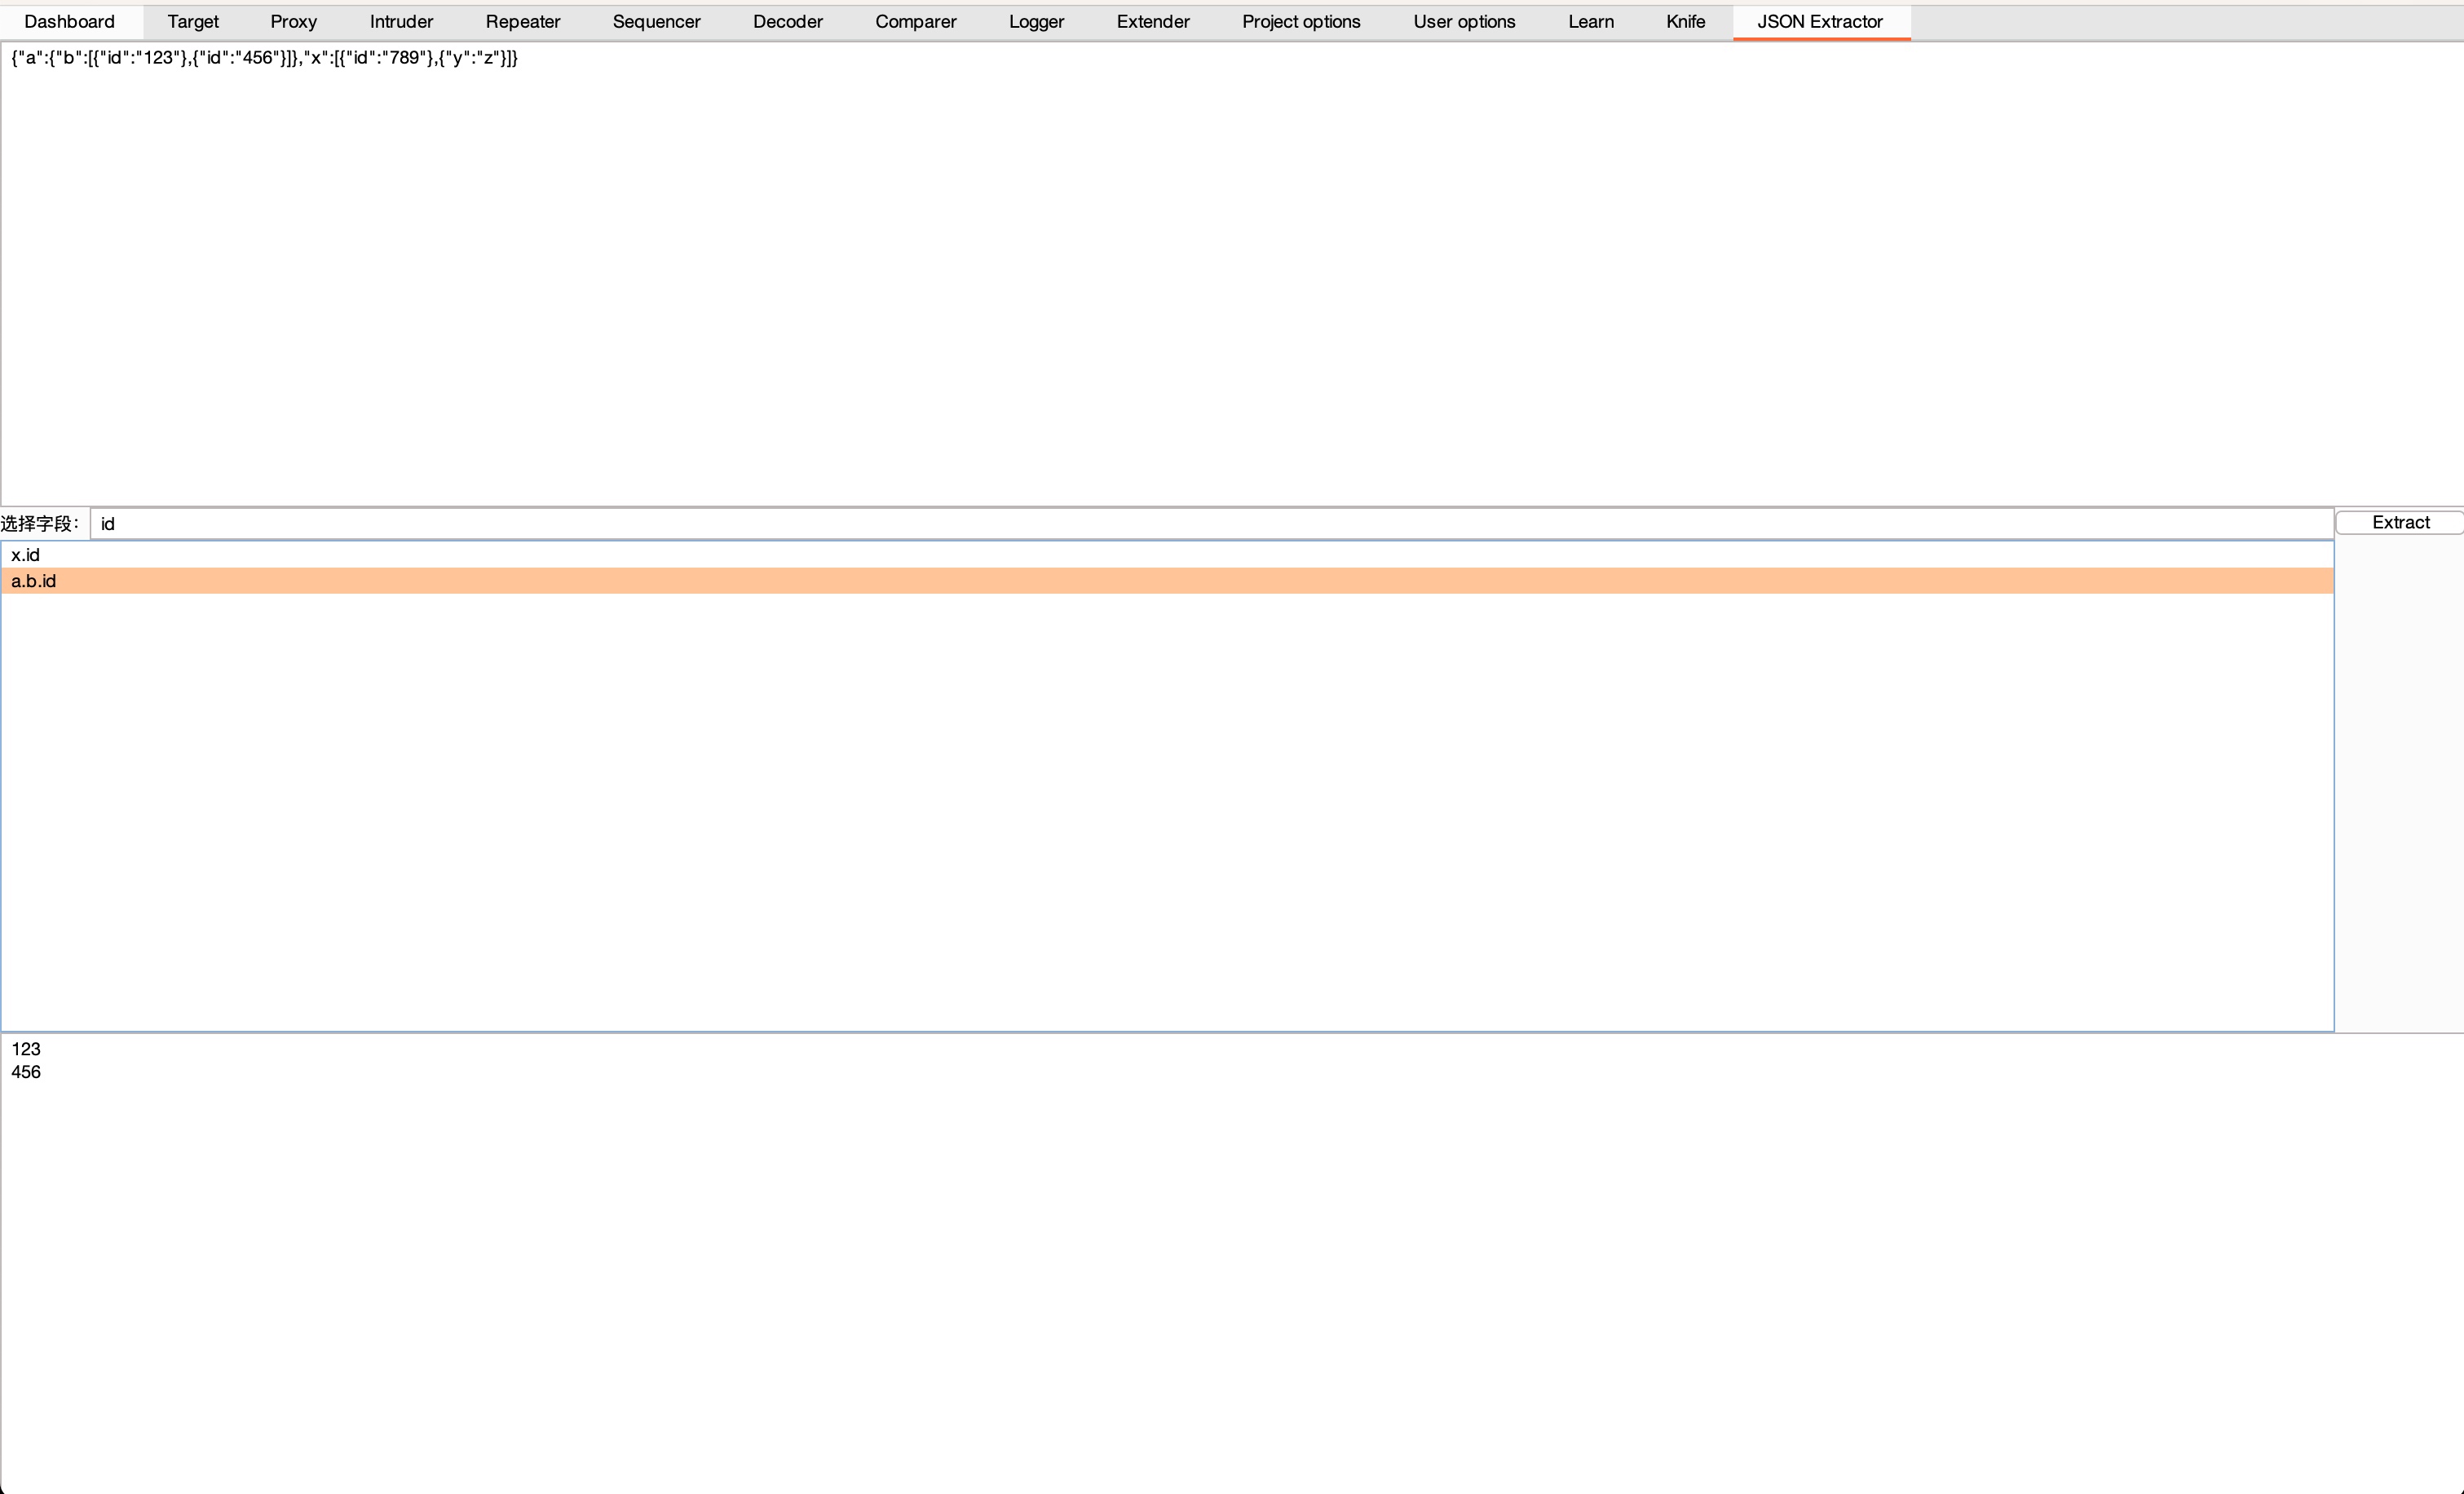 Dashboard Target Proxy Intruder Repeater Sequencer Decoder Comparer Logger Extender Project options User options Learn Knife JSON Extractor
{"a":{"b":[{"id":"123"},{"id":"456"}]},"x":[{"id":"789"},{"y":"z"}]}
选择字段: id Extract
x.id
a.b.id
123
456